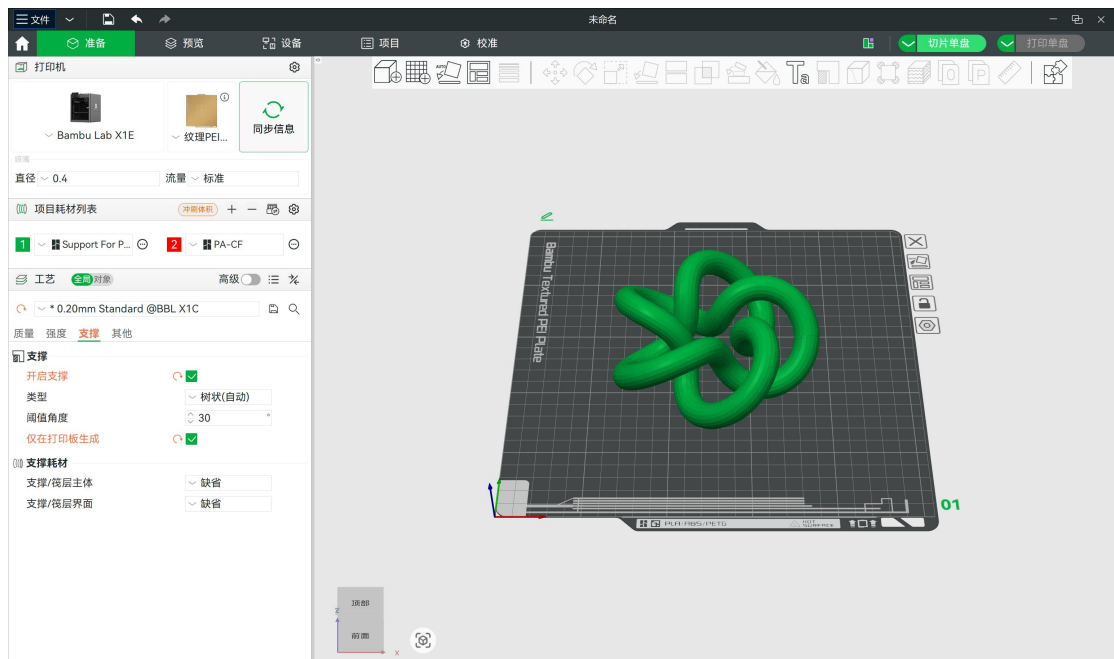 文件
未命名
准备
预览
设备
项目
校准
切片单盘
打印单盘
打印机
Bambu Lab X1E
纹理PEI...
同步信息
直径 0.4
流量 标准
项目耗材列表
冲刷体积
1 Support For P...
2 PA-CF
工艺
全局 对象
高级
* 0.20mm Standard @BBL X1C
质量 强度 支撑 其他
支撑
开启支撑
类型 树状(自动)
阈值角度 30 °
仅在打印板生成
支撑耗材
支撑/筏层主体 缺省
支撑/筏层界面 缺省
AUTO
Ta
Bambu Textured PEI Plate
01
PLA/ABS/PETG
HOT
SURFACE
顶部
前面
z
x